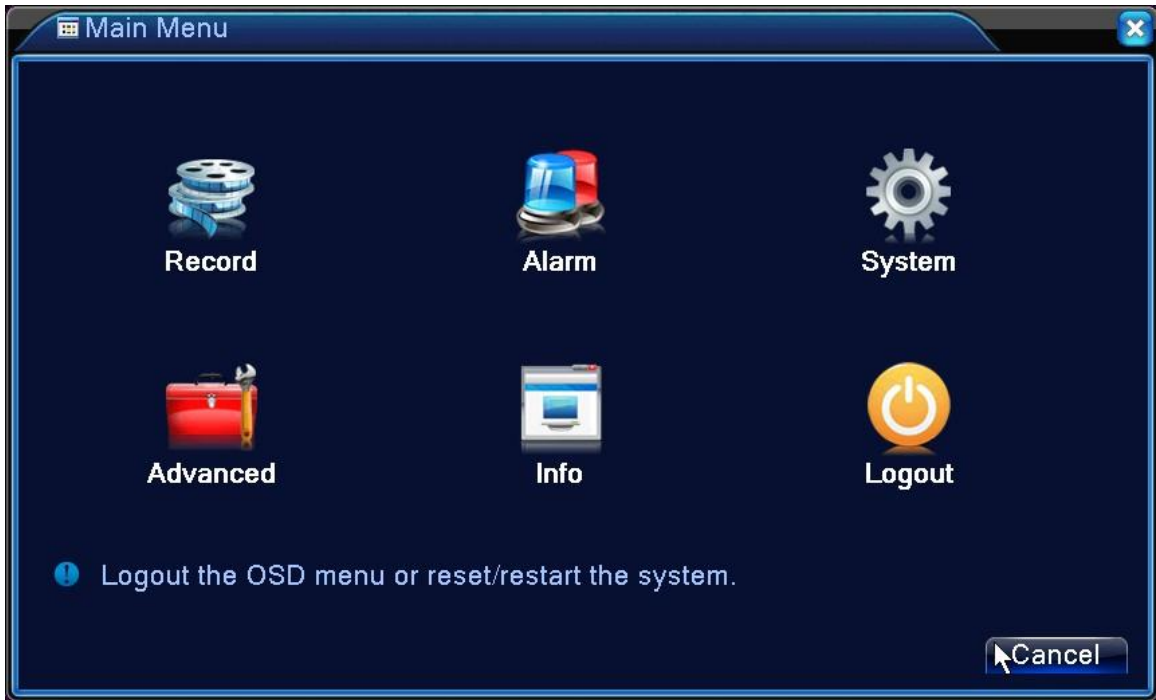 Main Menu
Record Alarm System
Advanced Info Logout
Logout the OSD menu or reset/restart the system.
Cancel